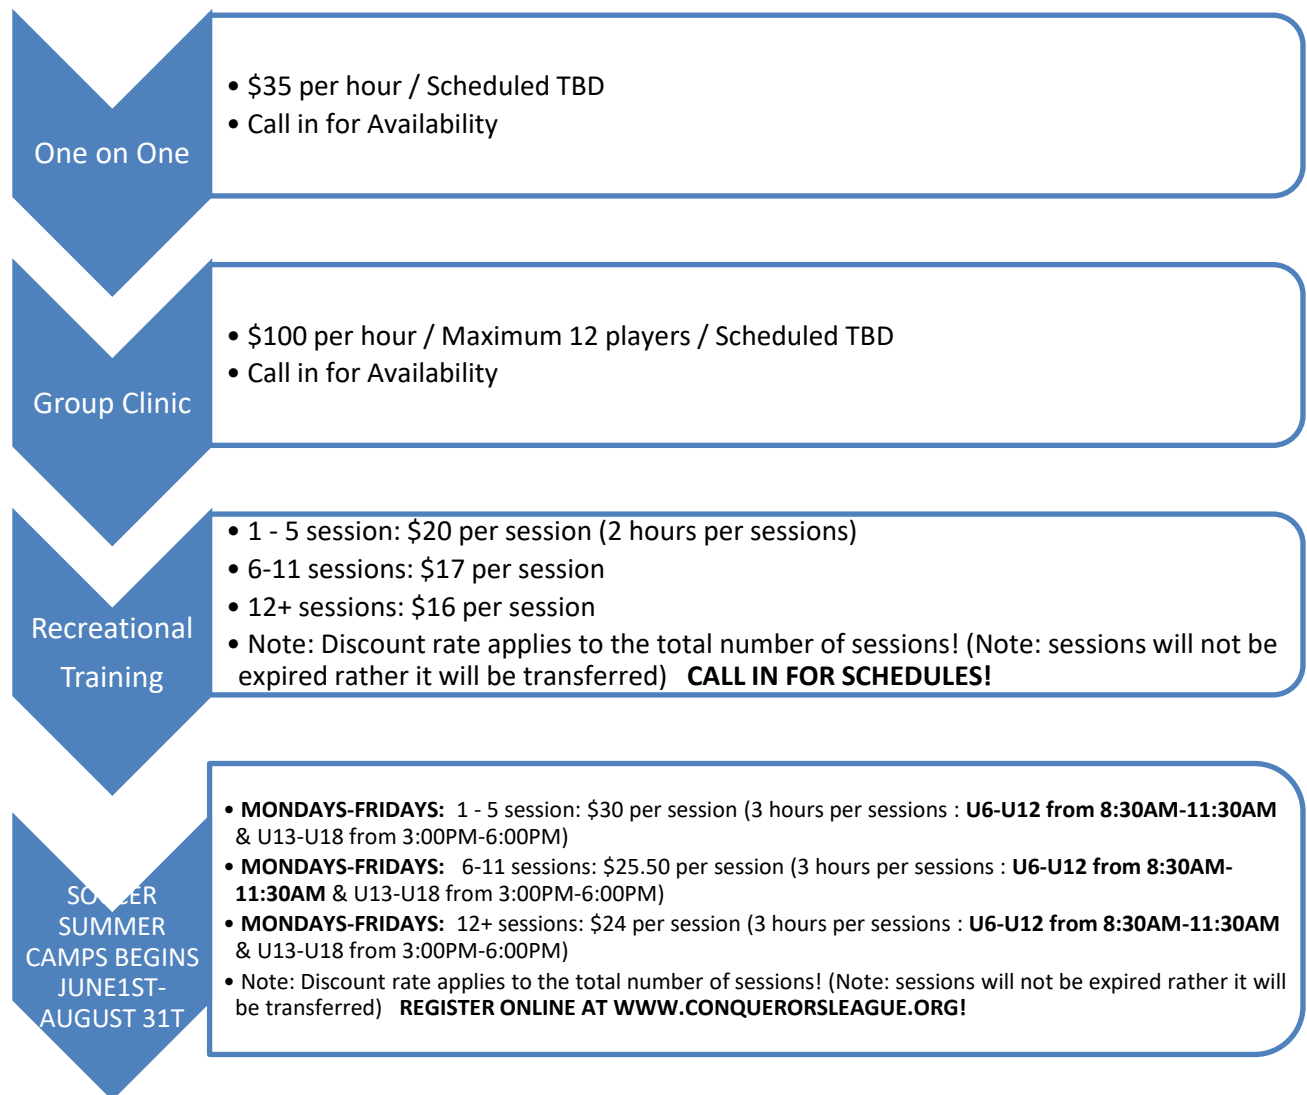 One on One
• $35 per hour / Scheduled TBD
• Call in for Availability
Group Clinic
• $100 per hour / Maximum 12 players / Scheduled TBD
• Call in for Availability
Recreational
Training
• 1 - 5 session: $20 per session (2 hours per sessions)
• 6-11 sessions: $17 per session
• 12+ sessions: $16 per session
• Note: Discount rate applies to the total number of sessions! (Note: sessions will not be
expired rather it will be transferred) CALL IN FOR SCHEDULES!
SOCCER
SUMMER
CAMPS BEGINS
JUNE1ST-
AUGUST 31T
• MONDAYS-FRIDAYS: 1 - 5 session: $30 per session (3 hours per sessions : U6-U12 from 8:30AM-11:30AM
& U13-U18 from 3:00PM-6:00PM)
• MONDAYS-FRIDAYS: 6-11 sessions: $25.50 per session (3 hours per sessions : U6-U12 from 8:30AM-
11:30AM & U13-U18 from 3:00PM-6:00PM)
• MONDAYS-FRIDAYS: 12+ sessions: $24 per session (3 hours per sessions : U6-U12 from 8:30AM-11:30AM
& U13-U18 from 3:00PM-6:00PM)
• Note: Discount rate applies to the total number of sessions! (Note: sessions will not be expired rather it will
be transferred) REGISTER ONLINE AT WWW.CONQUERORSLEAGUE.ORG!